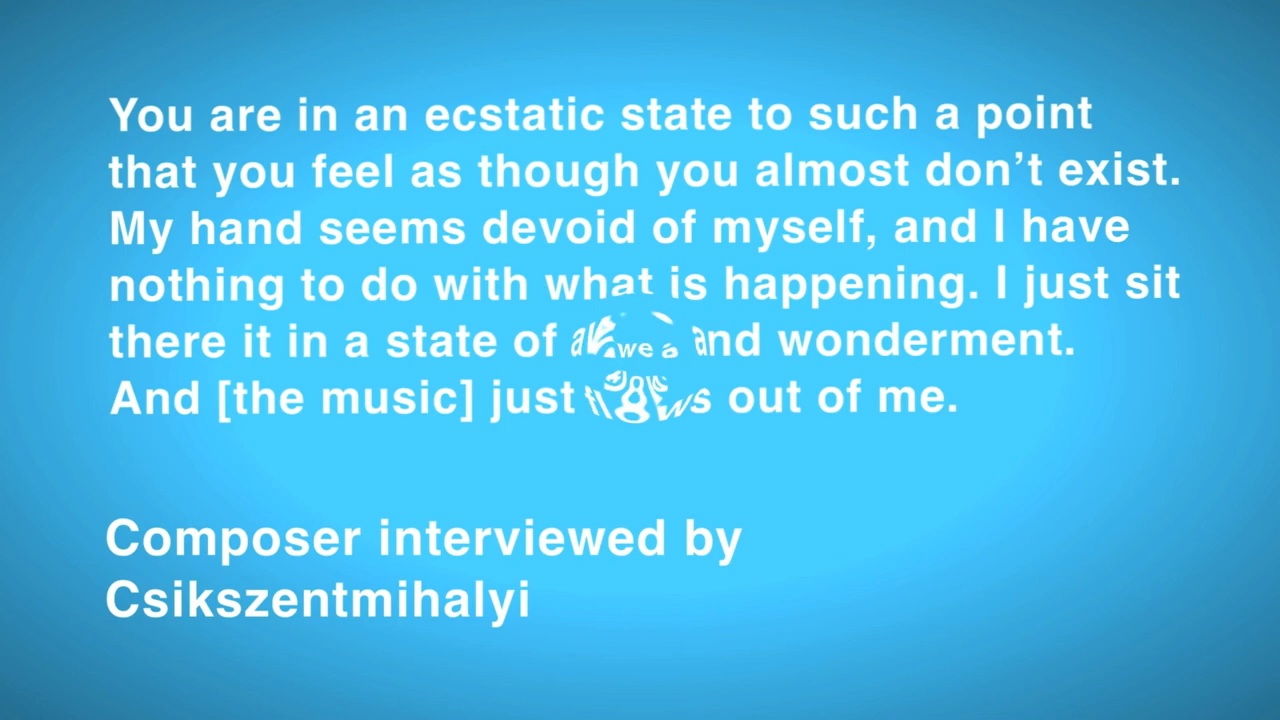 You are in an ecstatic state to such a point
that you feel as though you almost don’t exist.
My hand seems devoid of myself, and I have
nothing to do with what is happening. I just sit
there it in a state of awe and wonderment.
And [the music] just flows out of me.
Composer interviewed by
Csikszentmihalyi